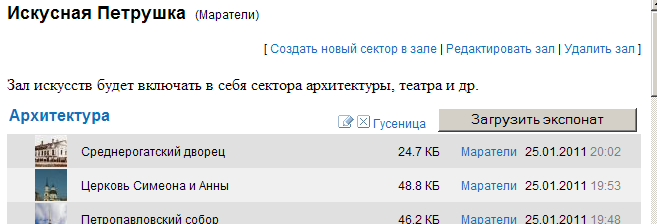 Искусная Петрушка (Маратели)
[ Создать новый сектор в зале | Редактировать зал | Удалить зал ]
Зал искусств будет включать в себя сектора архитектуры, театра и др.
Архитектура Гусеница Загрузить экспонат
Среднерогатский дворец 24.7 КБ Маратели 25.01.2011 20:02
Церковь Симеона и Анны 48.8 КБ Маратели 25.01.2011 19:53
Петропавловский собор 46.2 КБ Маратели 25.01.2011 19:48